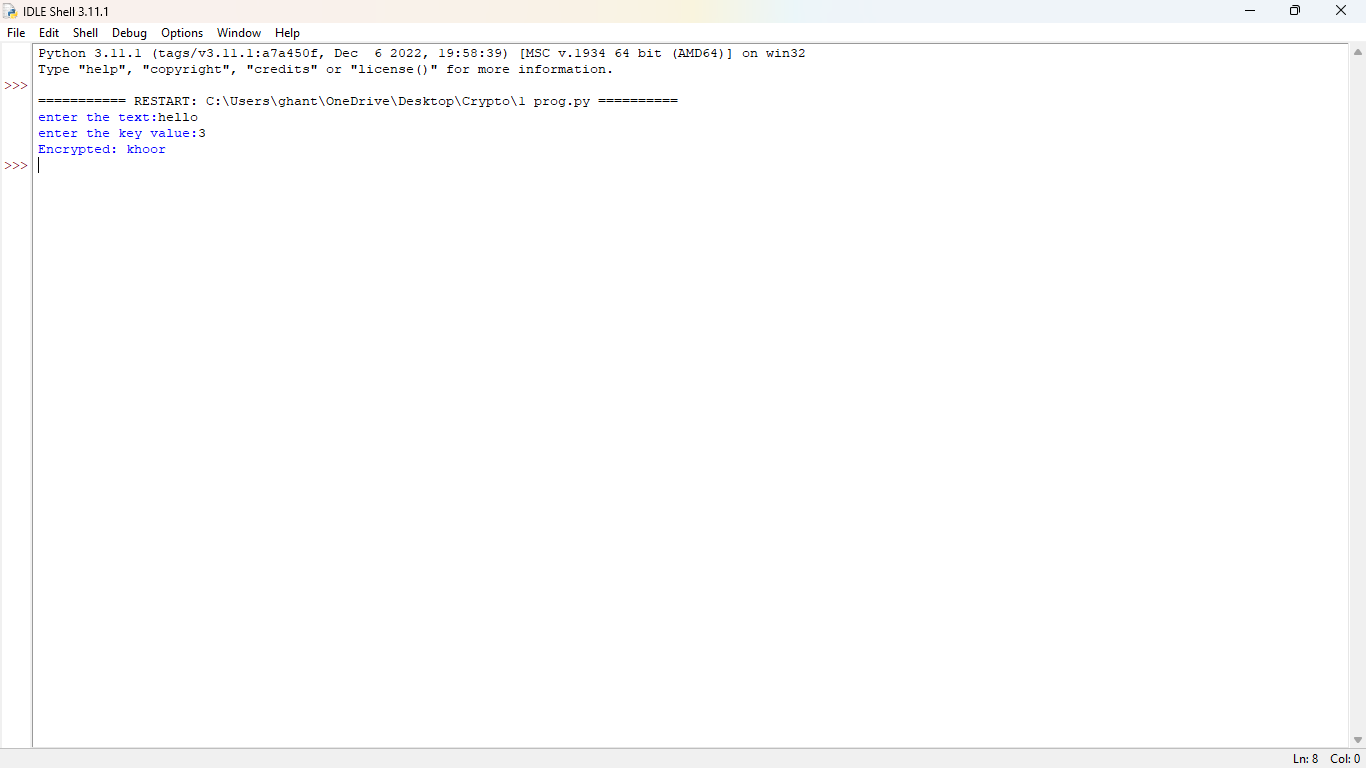 IDLE Shell 3.11.1
File Edit Shell Debug Options Window Help
Python 3.11.1 (tags/v3.11.1:a7a450f, Dec  6 2022, 19:58:39) [MSC v.1934 64 bit (AMD64)] on win32
Type "help", "copyright", "credits" or "license()" for more information.
>>>
=========== RESTART: C:\Users\ghant\OneDrive\Desktop\Crypto\1 prog.py ==========
enter the text:hello
enter the key value:3
Encrypted: khoor
>>>
Ln: 8 Col: 0